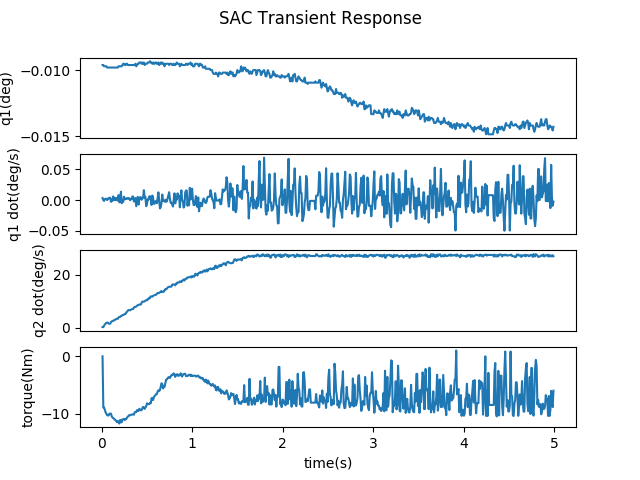 SAC Transient Response
q1(deg)
−0.010
−0.015
q1 dot(deg/s)
0.05
0.00
−0.05
q2 dot(deg/s)
20
0
torque(Nm)
0
−10
0 1 2 3 4 5
time(s)